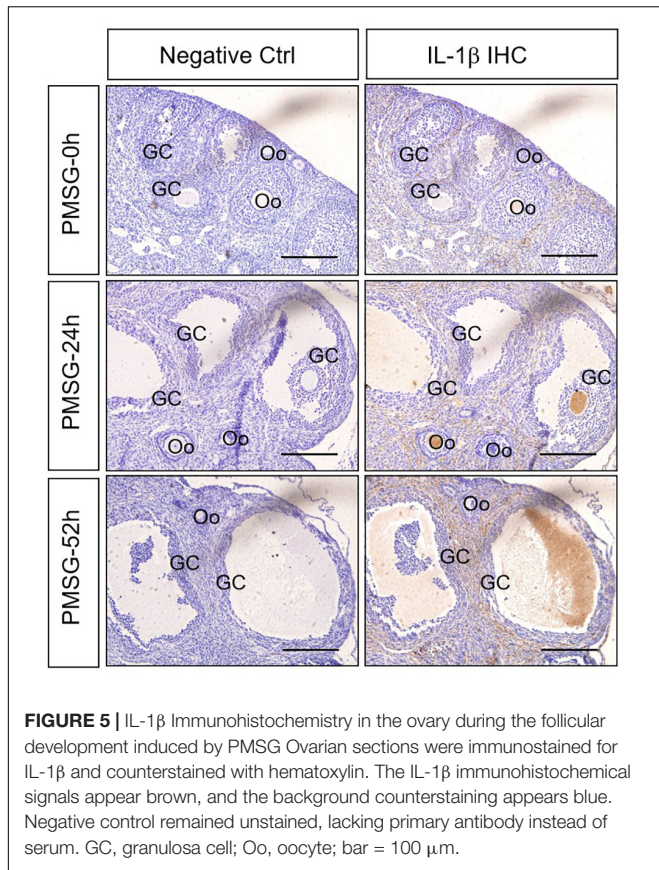 Negative Ctrl
IL-1β IHC
PMSG-0h
GC
GC
Oo
Oo
GC
GC
Oo
Oo
PMSG-24h
GC
GC
GC
Oo
Oo
GC
GC
Oo
Oo
PMSG-52h
Oo
GC
GC
Oo
GC
GC
FIGURE 5 | IL-1β Immunohistochemistry in the ovary during the follicular
development induced by PMSG Ovarian sections were immunostained for
IL-1β and counterstained with hematoxylin. The IL-1β immunohistochemical
signals appear brown, and the background counterstaining appears blue.
Negative control remained unstained, lacking primary antibody instead of
serum. GC, granulosa cell; Oo, oocyte; bar = 100 μm.